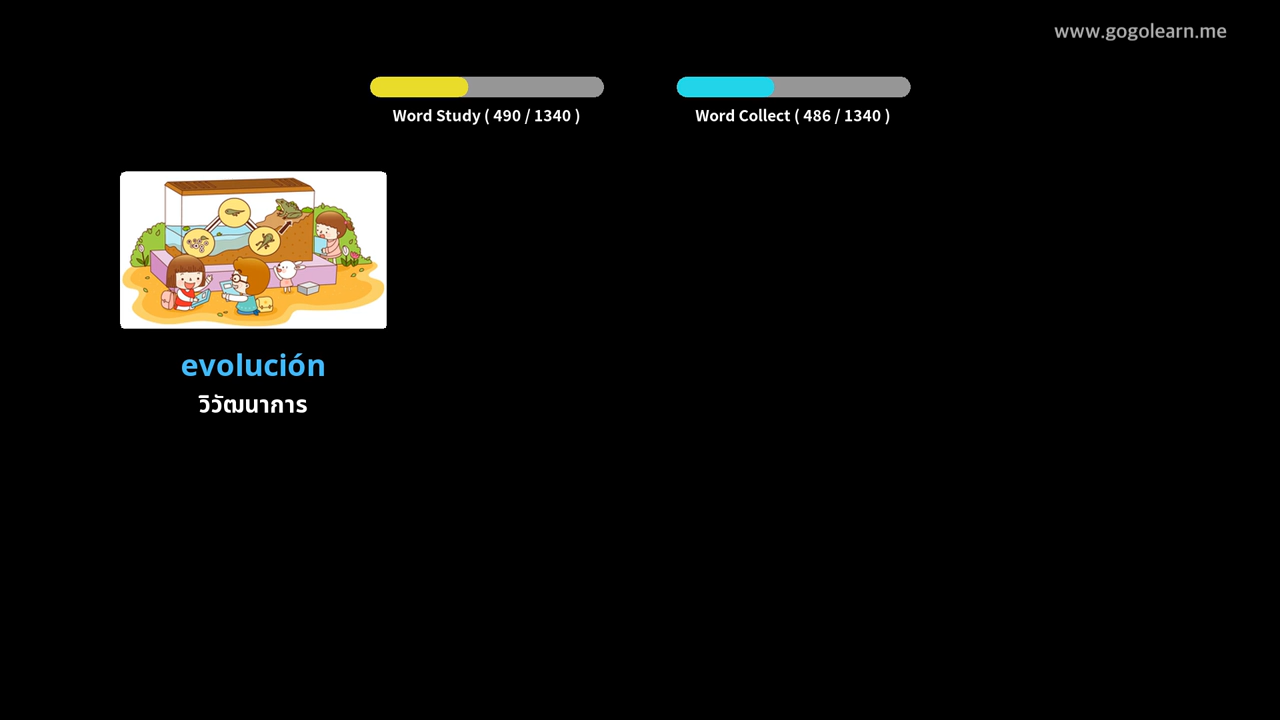 www.gogolearn.me
Word Study ( 490 / 1340 )
Word Collect ( 486 / 1340 )
evolución
วิวัฒนาการ